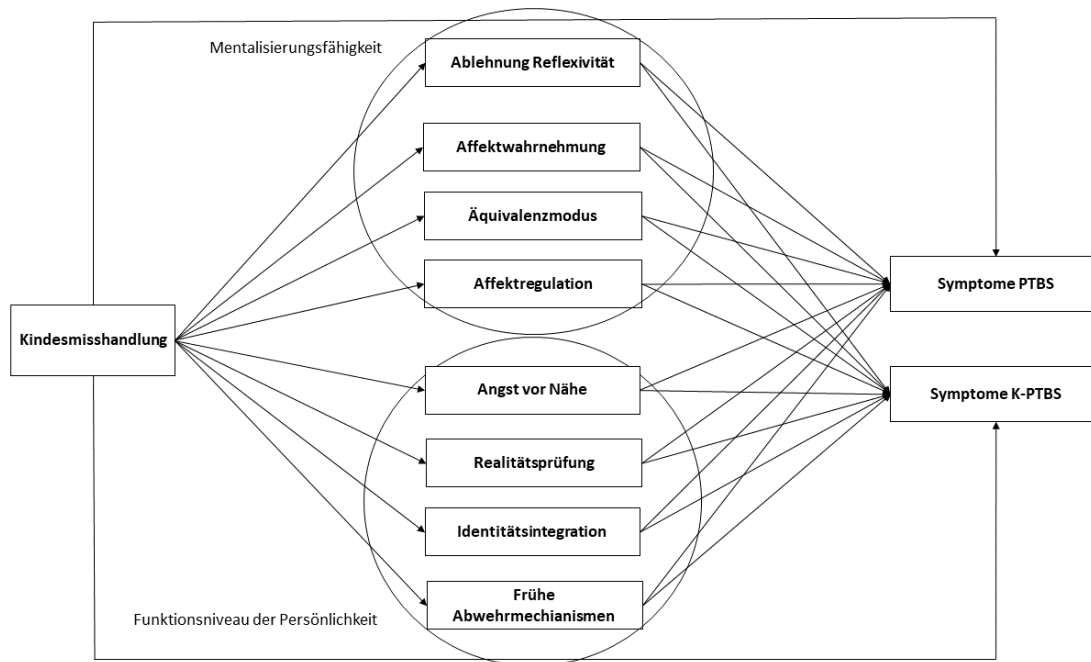 Mentalisierungsfähigkeit
Ablehnung Reflexivität
Affektwahrnehmung
Äquivalenzmodus
Affektregulation
Symptome PTBS
Kindesmisshandlung
Angst vor Nähe
Symptome K-PTBS
Realitätsprüfung
Identitätsintegration
Frühe
Abwehrmechianismen
Funktionsniveau der Persönlichkeit